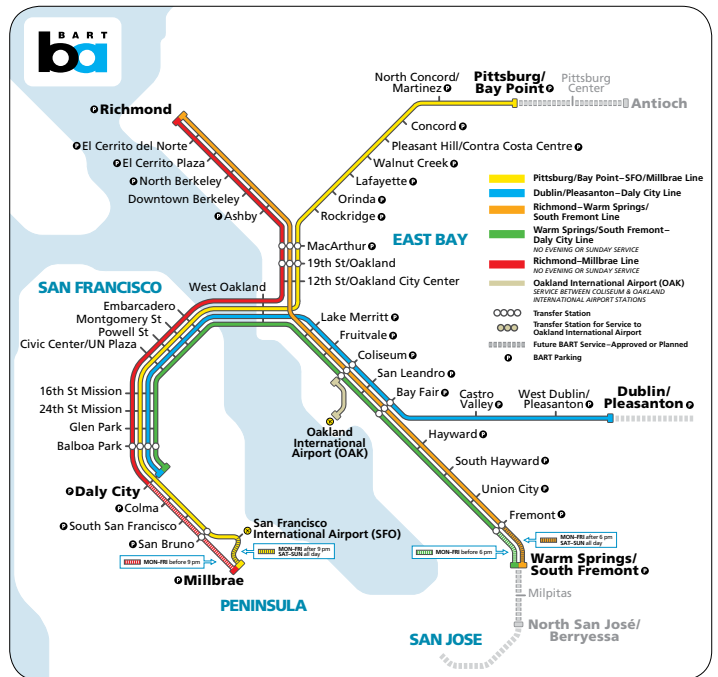 BART
ba
North Concord/
Martinez P
Pittsburg/
Bay Point P
Pittsburg
Center
Antioch
P Richmond
Concord P
P El Cerrito del Norte
Pleasant Hill/Contra Costa Centre P
P El Cerrito Plaza
Walnut Creek P
P North Berkeley
Lafayette P
Downtown Berkeley
Orinda P
P Ashby
Rockridge P
EAST BAY
MacArthur P
19th St/Oakland
12th St/Oakland City Center
Pittsburg/Bay Point–SFO/Millbrae Line
Dublin/Pleasanton–Daly City Line
Richmond–Warm Springs/
South Fremont Line
Warm Springs/South Fremont–
Daly City Line
NO EVENING OR SUNDAY SERVICE
Richmond–Millbrae Line
NO EVENING OR SUNDAY SERVICE
Oakland International Airport (OAK)
SERVICE BETWEEN COLISEUM & OAKLAND
INTERNATIONAL AIRPORT STATIONS
Transfer Station
Transfer Station for Service to
Oakland International Airport
Future BART Service–Approved or Planned
P BART Parking
SAN FRANCISCO
West Oakland
Embarcadero
Montgomery St
Powell St
Civic Center/UN Plaza
Lake Merritt P
Fruitvale P
Coliseum P
San Leandro P
Bay Fair P
Castro
Valley P
West Dublin/
Pleasanton P
Dublin/
Pleasanton P
16th St Mission
24th St Mission
Glen Park
Balboa Park
Oakland
International
Airport (OAK)
Hayward P
South Hayward P
Union City P
Fremont P
P Daly City
P Colma
P South San Francisco
P San Bruno
San Francisco
International Airport (SFO)
MON–FRI after 9 pm
SAT–SUN all day
MON–FRI before 9 pm
P Millbrae
PENINSULA
MON–FRI before 6 pm
MON–FRI after 6 pm
SAT–SUN all day
Warm Springs/
South Fremont P
Milpitas
North San José/
Berryessa
SAN JOSE